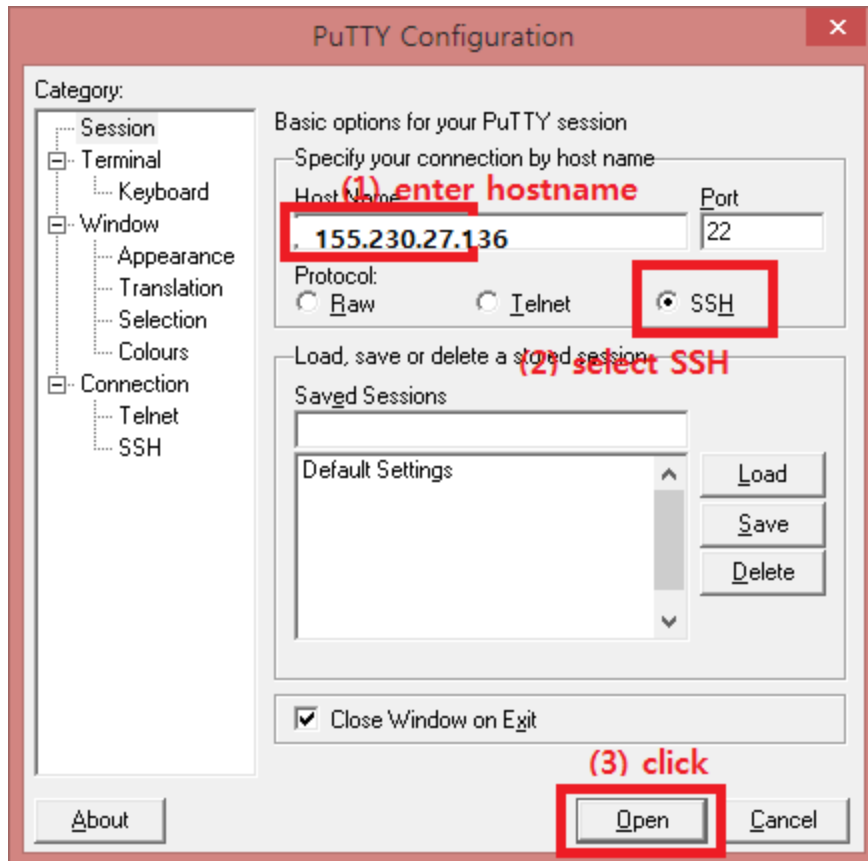 PuTTY Configuration
Category:
Session
Terminal
Keyboard
Window
Appearance
Translation
Selection
Colours
Connection
Telnet
SSH
Basic options for your PuTTY session
Specify your connection by host name
(1) enter hostname
Host Name
Port
155.230.27.136
22
Protocol:
Raw
Telnet
SSH
(2) select SSH
Load, save or delete a stored session
Saved Sessions
Default Settings
Load
Save
Delete
Close Window on Exit
(3) click
About
Open
Cancel